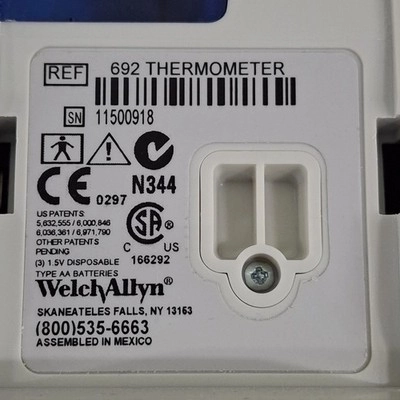 REF 692 THERMOMETER
SN 11500918
CE 0297 N344
US PATENTS
5,632,555 / 6,000,846
6,036,361 / 6,971,790
OTHER PATENTS
PENDING
SA
C US
166292
(3) 1.5V DISPOSABLE
TYPE AA BATTERIES
WelchAllyn®
SKANEATELES FALLS, NY 13153
(800)535-6663
ASSEMBLED IN MEXICO